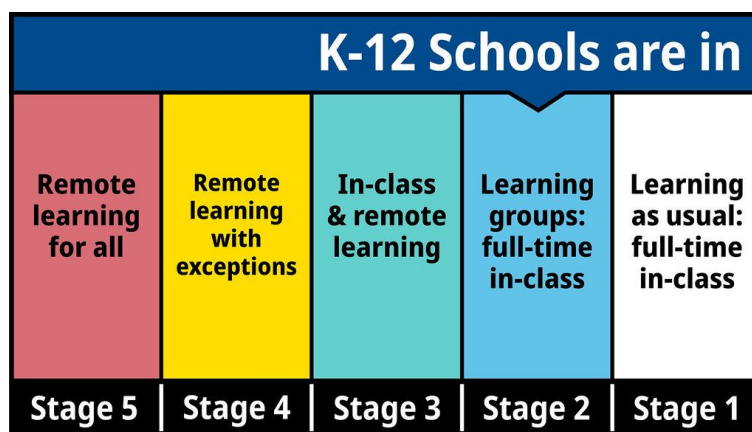 K-12 Schools are in
Remote
learning
for all
Remote
learning
with
exceptions
In-class
& remote
learning
Learning
groups:
full-time
in-class
Learning
as usual:
full-time
in-class
Stage 5
Stage 4
Stage 3
Stage 2
Stage 1